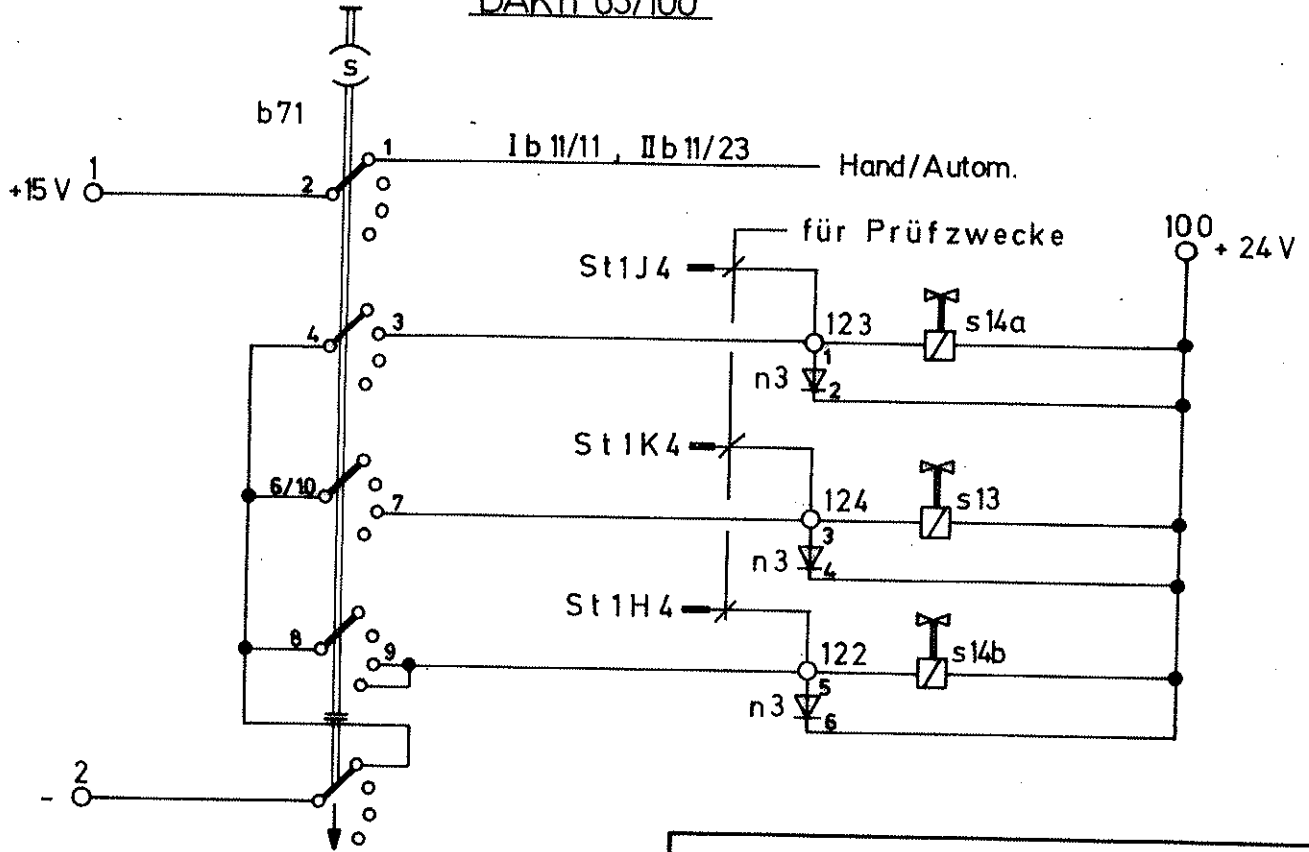 S
b71
1
I b 11/11 , II b 11/23
Hand/Autom.
+15 V
1
2
für Prüfzwecke
100
+ 24 V
St1J4
4
3
123
s14a
1
n3
2
St1K4
6/10
7
124
s13
3
n3
4
St1H4
8
9
122
s14b
5
n3
6
2
-